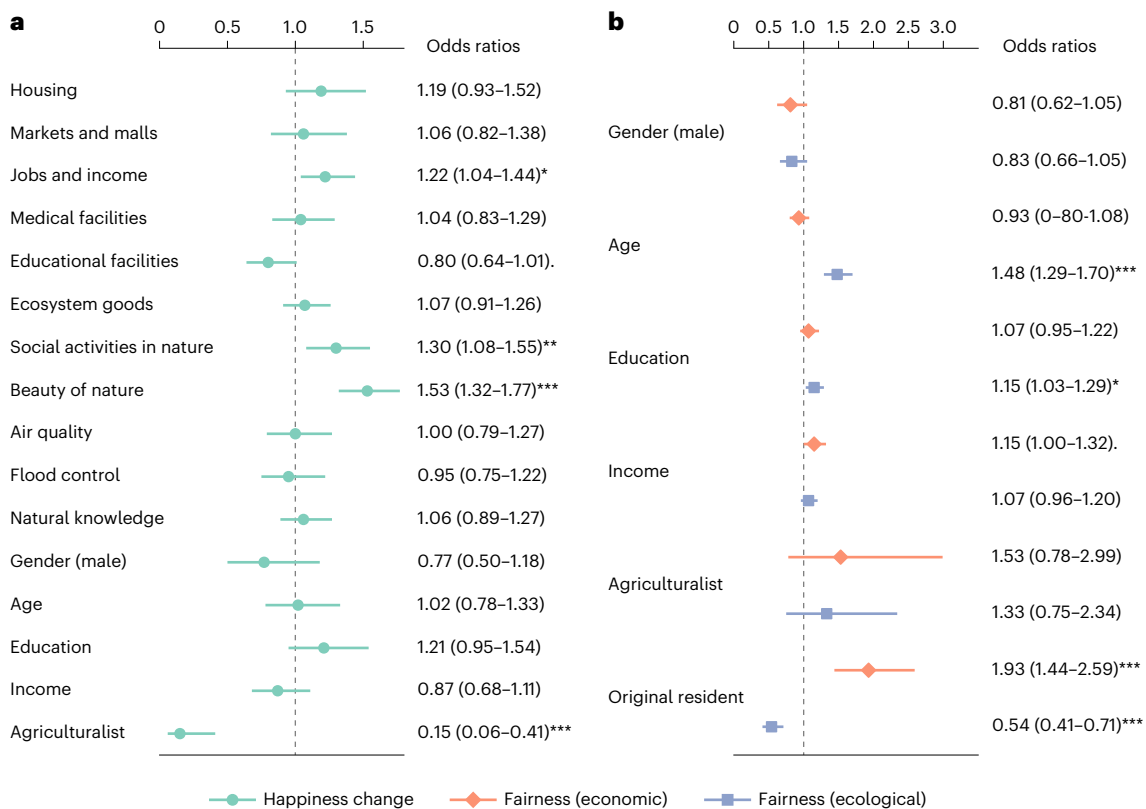 a
0 0.5 1.0 1.5
Odds ratios
Housing 1.19 (0.93–1.52)
Markets and malls 1.06 (0.82–1.38)
Jobs and income 1.22 (1.04–1.44)*
Medical facilities 1.04 (0.83–1.29)
Educational facilities 0.80 (0.64–1.01).
Ecosystem goods 1.07 (0.91–1.26)
Social activities in nature 1.30 (1.08–1.55)**
Beauty of nature 1.53 (1.32–1.77)***
Air quality 1.00 (0.79–1.27)
Flood control 0.95 (0.75–1.22)
Natural knowledge 1.06 (0.89–1.27)
Gender (male) 0.77 (0.50–1.18)
Age 1.02 (0.78–1.33)
Education 1.21 (0.95–1.54)
Income 0.87 (0.68–1.11)
Agriculturalist 0.15 (0.06–0.41)***
b
0 0.5 1.0 1.5 2.0 2.5 3.0
Odds ratios
0.81 (0.62–1.05)
Gender (male)
0.83 (0.66–1.05)
0.93 (0–80-1.08)
Age
1.48 (1.29–1.70)***
1.07 (0.95–1.22)
Education
1.15 (1.03–1.29)*
1.15 (1.00–1.32).
Income
1.07 (0.96–1.20)
1.53 (0.78–2.99)
Agriculturalist
1.33 (0.75–2.34)
1.93 (1.44–2.59)***
Original resident
0.54 (0.41–0.71)***
Happiness change Fairness (economic) Fairness (ecological)